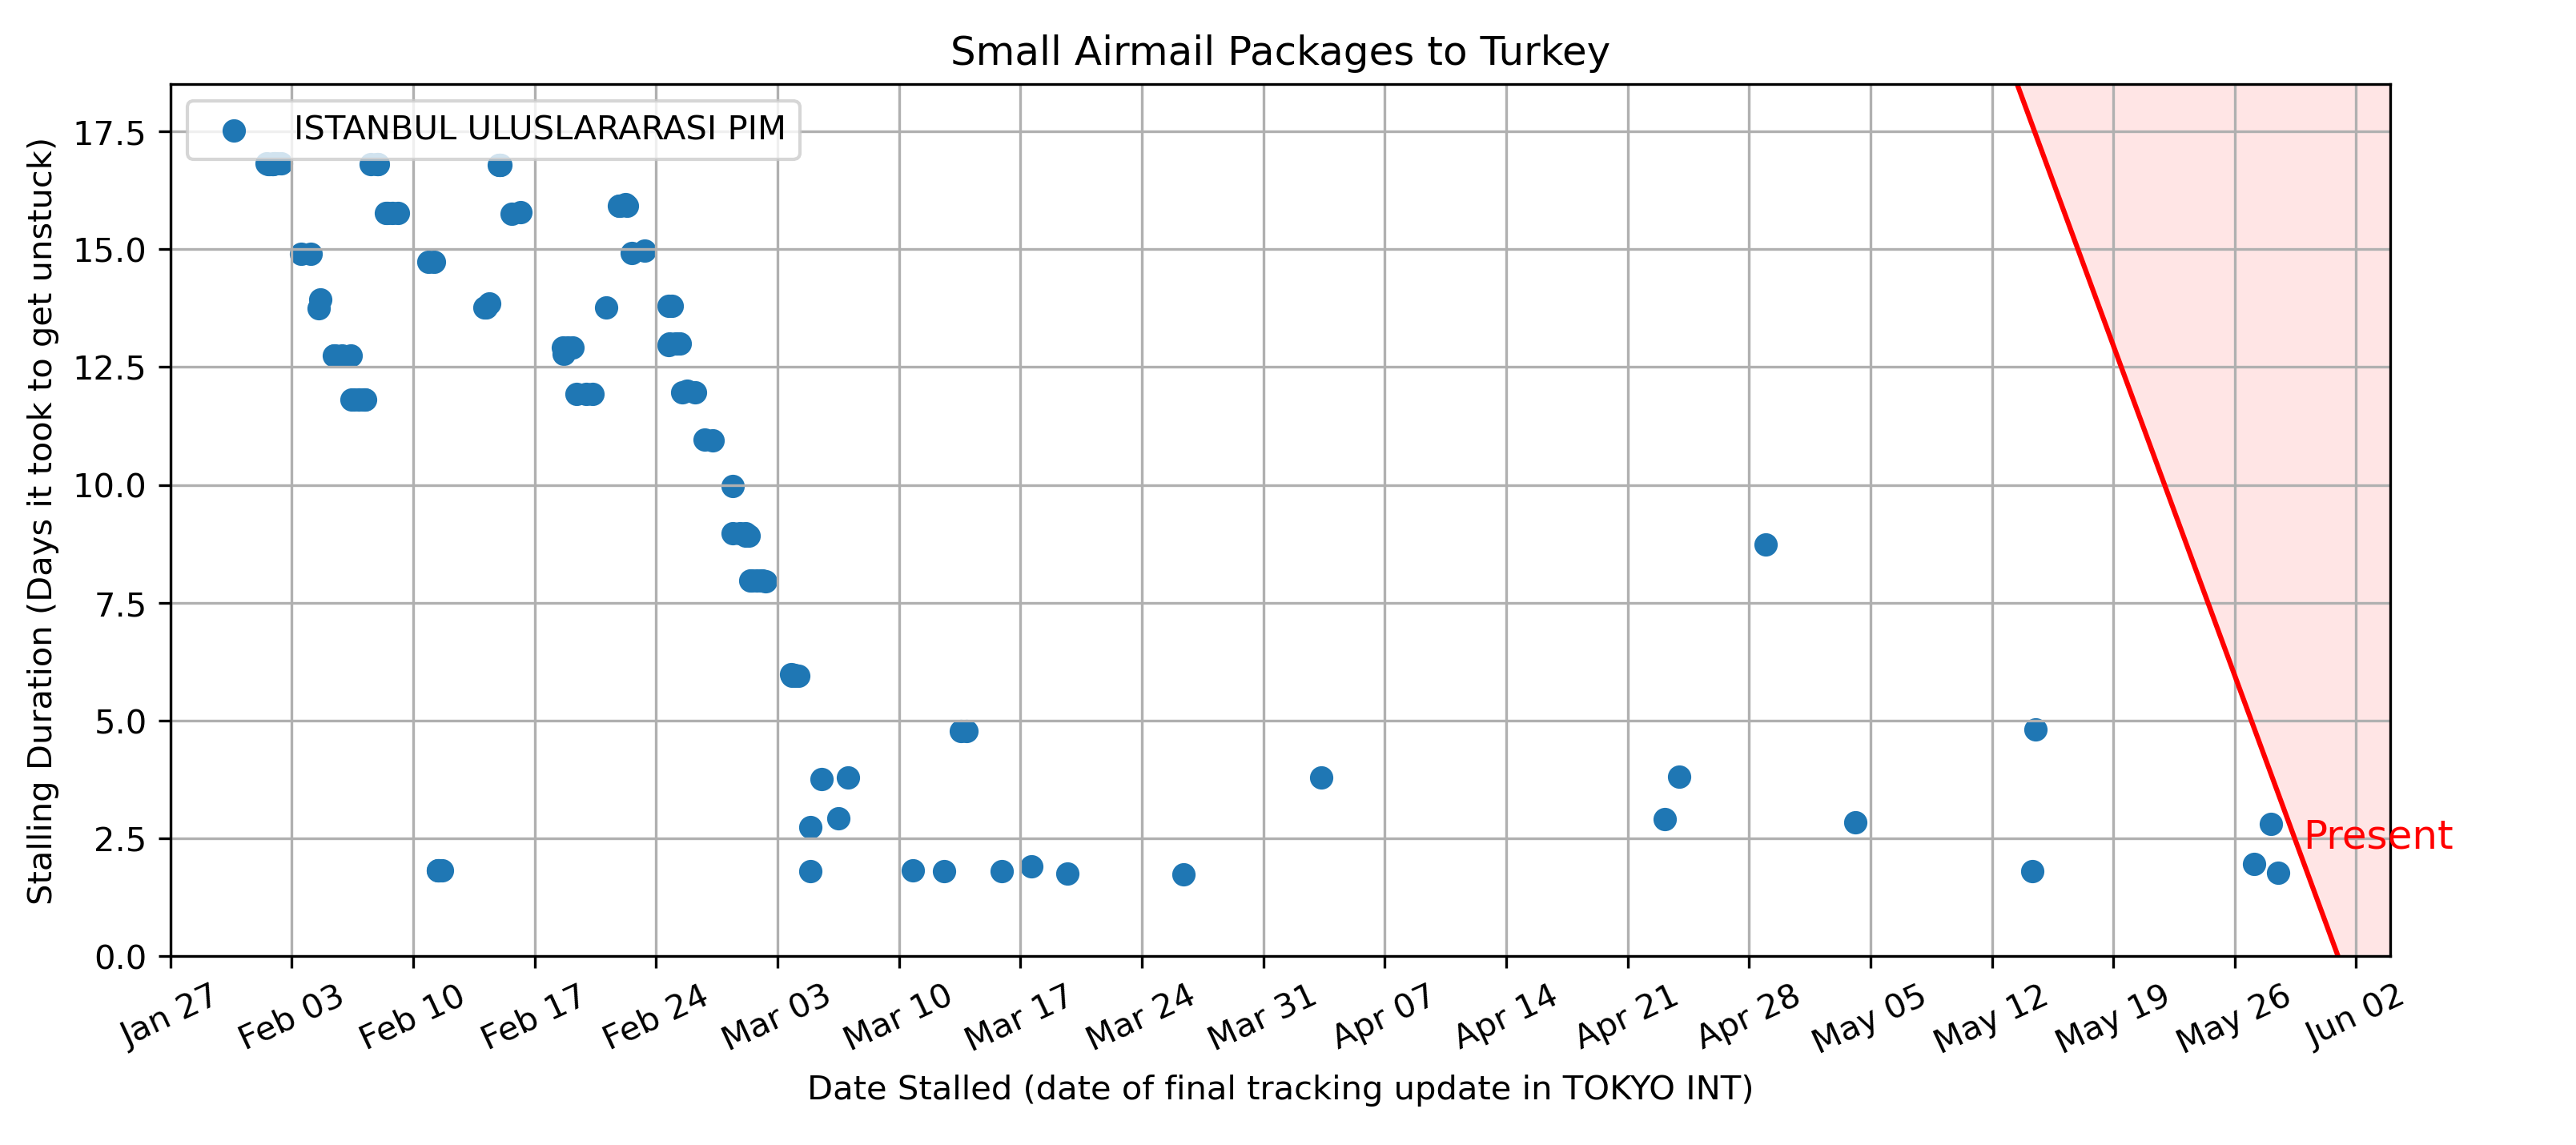 Small Airmail Packages to Turkey
ISTANBUL ULUSLARARASI PIM
Stalling Duration (Days it took to get unstuck)
17.5
15.0
12.5
10.0
7.5
5.0
2.5
0.0
Present
Jan 27
Feb 03
Feb 10
Feb 17
Feb 24
Mar 03
Mar 10
Mar 17
Mar 24
Mar 31
Apr 07
Apr 14
Apr 21
Apr 28
May 05
May 12
May 19
May 26
Jun 02
Date Stalled (date of final tracking update in TOKYO INT)